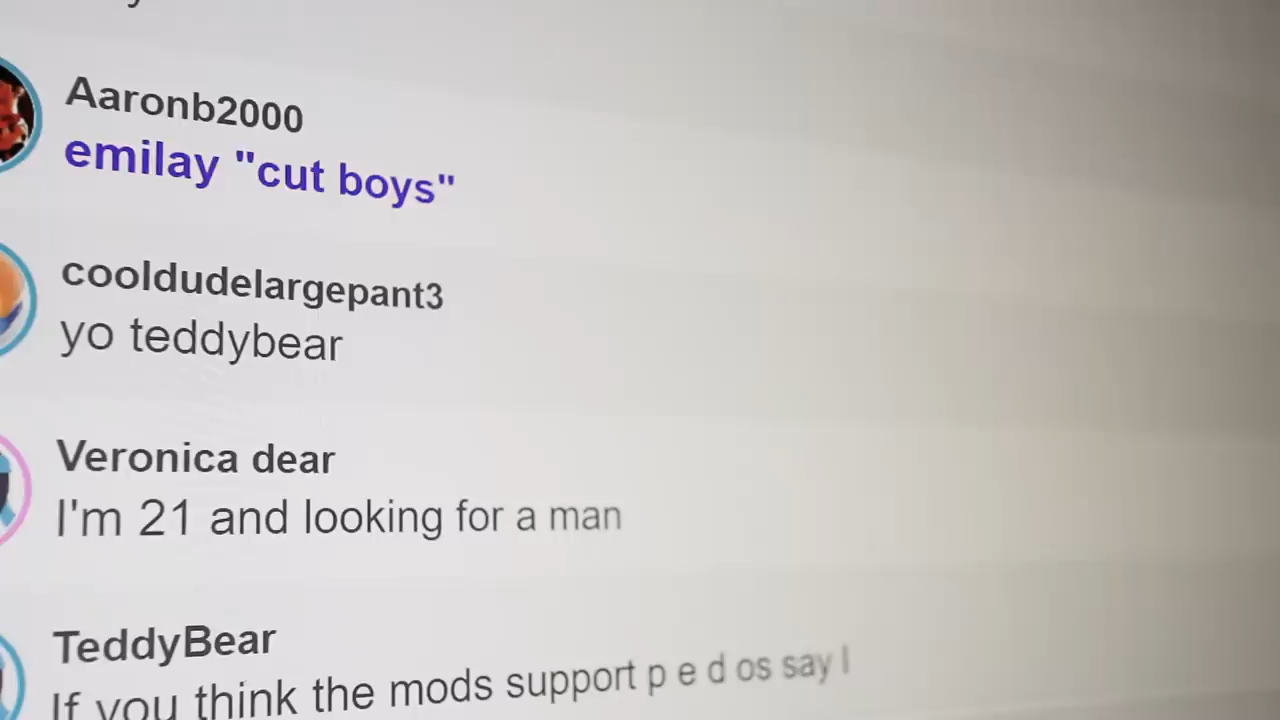 Aaronb2000
emilay "cut boys"
cooldudelargepant3
yo teddybear
Veronica dear
I'm 21 and looking for a man
TeddyBear
If you think the mods support p e d os say I